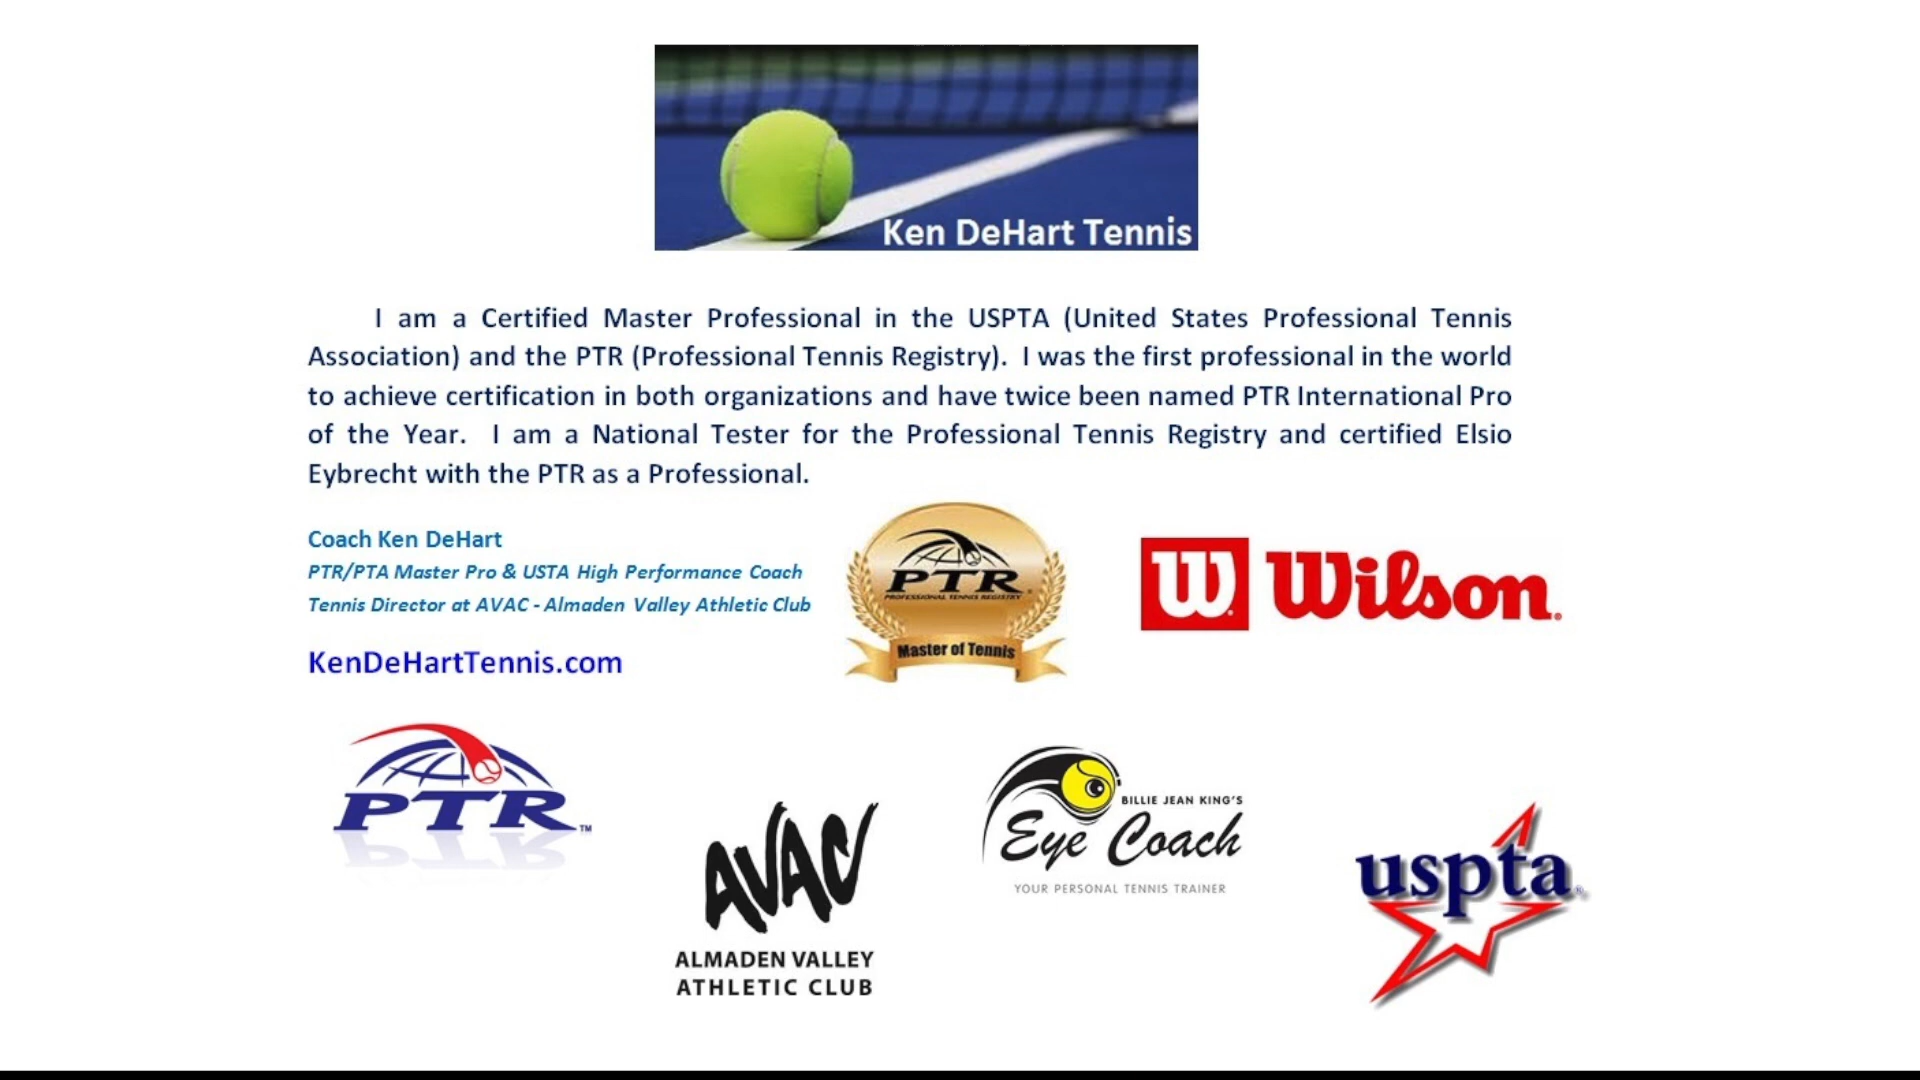 Ken DeHart Tennis
I am a Certified Master Professional in the USPTA (United States Professional Tennis
Association) and the PTR (Professional Tennis Registry). I was the first professional in the world
to achieve certification in both organizations and have twice been named PTR International Pro
of the Year. I am a National Tester for the Professional Tennis Registry and certified Elsio
Eybrecht with the PTR as a Professional.
Coach Ken DeHart
PTR/PTA Master Pro & USTA High Performance Coach
Tennis Director at AVAC - Almaden Valley Athletic Club
KenDeHartTennis.com
PTR
PROFESSIONAL TENNIS REGISTRY
Master of Tennis
W Wilson.
PTR™
AVAC
ALMADEN VALLEY
ATHLETIC CLUB
BILLIE JEAN KING'S
Eye Coach
YOUR PERSONAL TENNIS TRAINER
uspta®